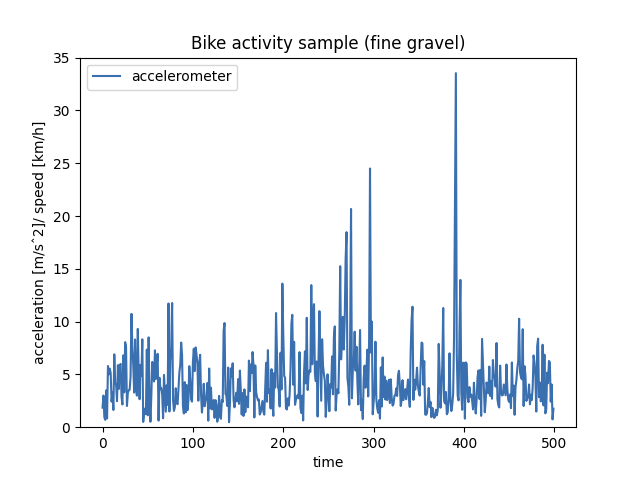 Bike activity sample (fine gravel)
accelerometer
acceleration [m/s^2]/ speed [km/h]
35
30
25
20
15
10
5
0
0 100 200 300 400 500
time